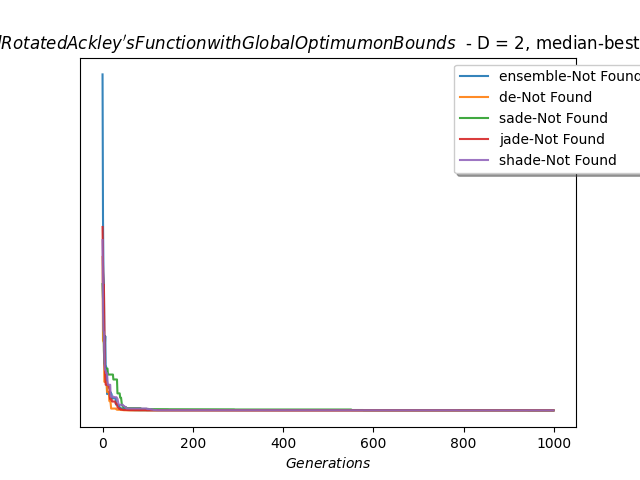 RotatedAckley'sFunctionwithGlobalOptimumonBounds - D = 2, median-best
ensemble-Not Found
de-Not Found
sade-Not Found
jade-Not Found
shade-Not Found
0 200 400 600 800 1000
Generations